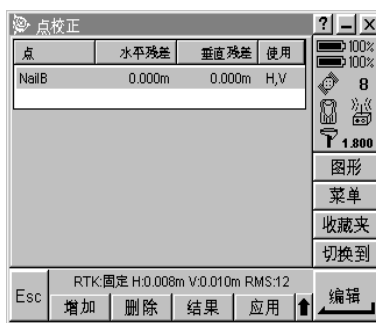 点校正 ? – X
点 水平残差 垂直残差 使用
NailB 0.000m 0.000m H,V
100%
100%
8
1.800
图形
菜单
收藏夹
切换到
RTK:固定 H:0.008m V:0.010m RMS:12
Esc 增加 删除 结果 应用 编辑